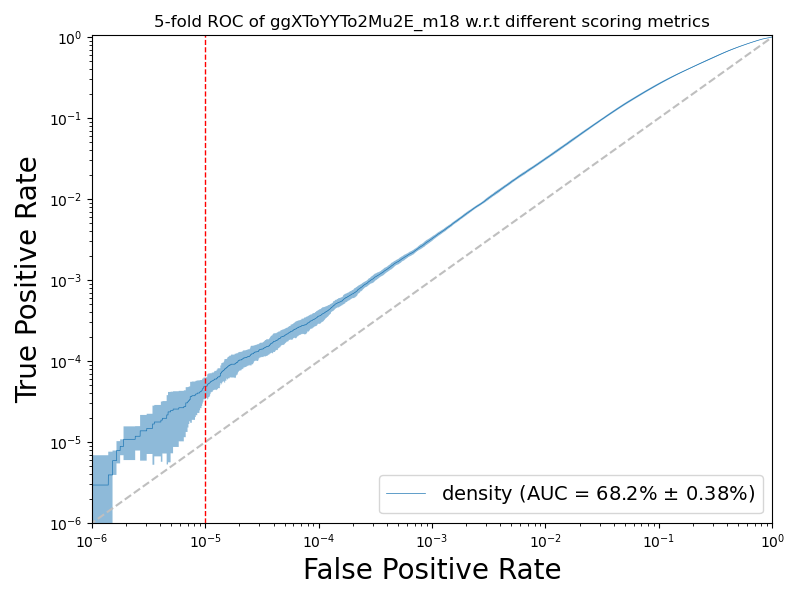 5-fold ROC of ggXToYYTo2Mu2E_m18 w.r.t different scoring metrics
True Positive Rate
10⁰
10⁻¹
10⁻²
10⁻³
10⁻⁴
10⁻⁵
10⁻⁶
density (AUC = 68.2% ± 0.38%)
10⁻⁶ 10⁻⁵ 10⁻⁴ 10⁻³ 10⁻² 10⁻¹ 10⁰
False Positive Rate